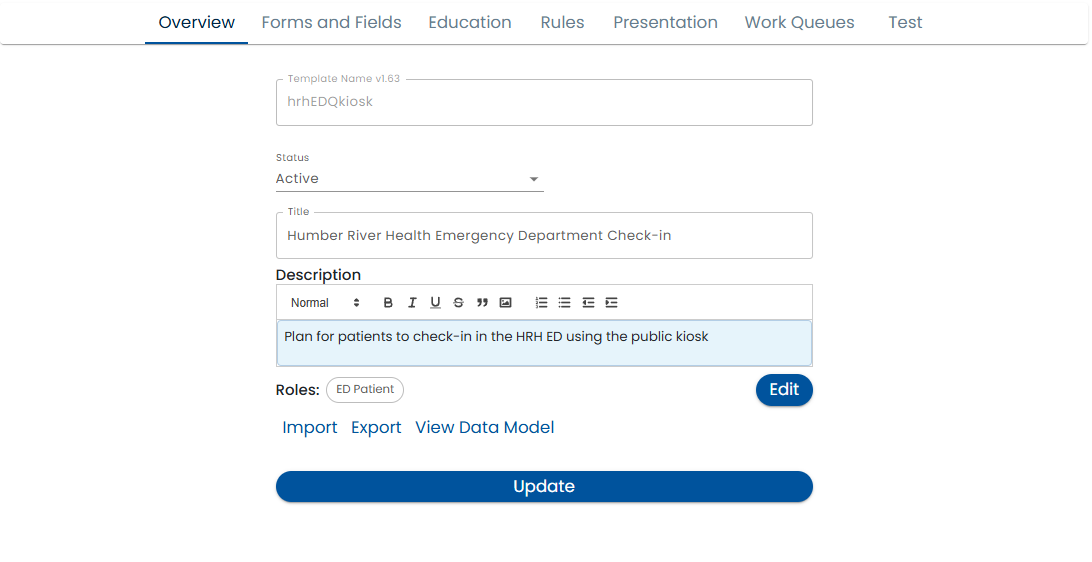 Overview Forms and Fields Education Rules Presentation Work Queues Test
Template Name v1.63
hrhEDQkiosk
Status
Active
Title
Humber River Health Emergency Department Check-in
Description
Normal B I U S
Plan for patients to check-in in the HRH ED using the public kiosk
Roles: ED Patient Edit
Import Export View Data Model
Update